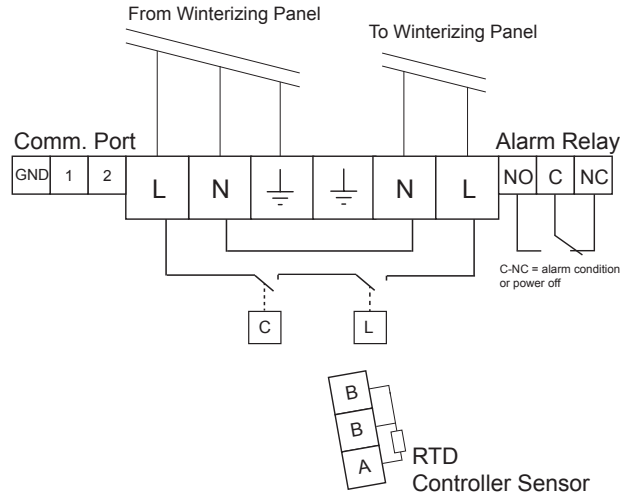 From Winterizing Panel
To Winterizing Panel
Comm. Port
Alarm Relay
GND 1 2 L N N L NO C NC
C-NC = alarm condition
or power off
C L
B
B
A
RTD
Controller Sensor